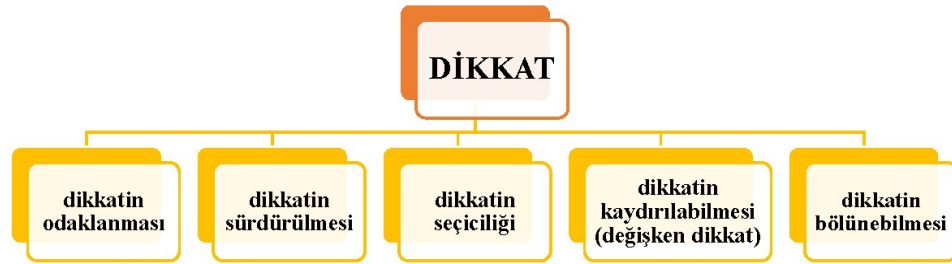 DİKKAT
dikkatin
odaklanması
dikkatin
sürdürülmesi
dikkatin
seçiciliği
dikkatin
kaydırılabilmesi
(değişken dikkat)
dikkatin
bölünebilmesi